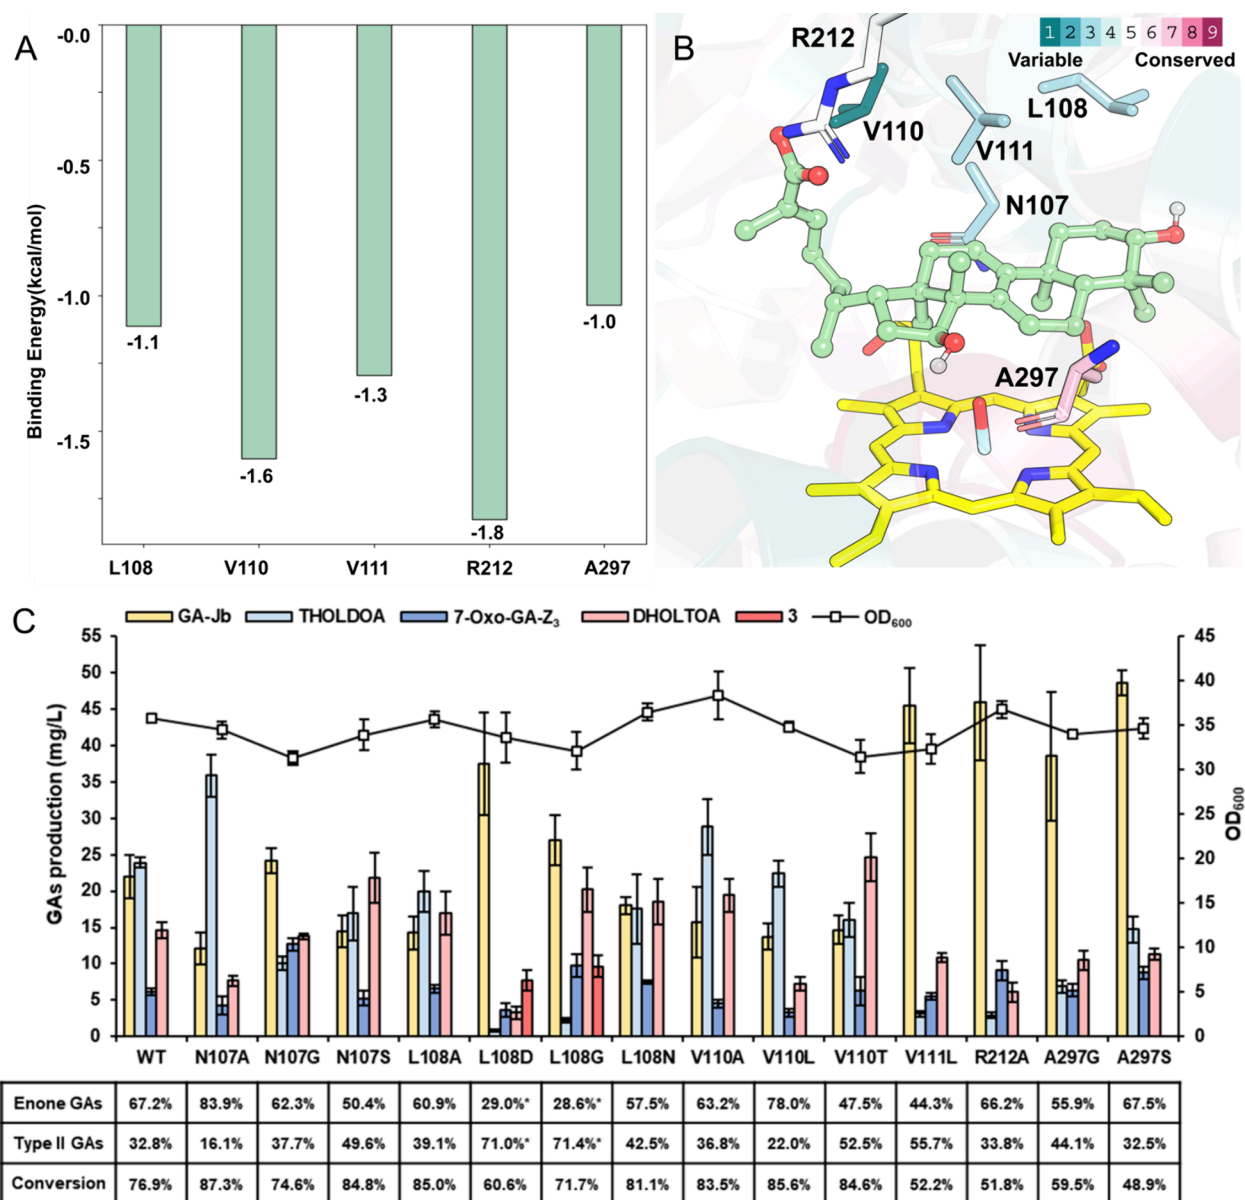 A
-0.0
-0.5
-1.0
-1.5
Binding Energy(kcal/mol)
-1.1
-1.6
-1.3
-1.8
-1.0
L108 V110 V111 R212 A297
B
1 2 3 4 5 6 7 8 9
Variable Conserved
R212
V110
V111
L108
N107
A297
C
GA-Jb THOLDOA 7-Oxo-GA-Z3 DHOLTOA 3 OD600
GAs production (mg/L)
55
50
45
40
35
30
25
20
15
10
5
0
45
40
35
30
25
20
15
10
5
0
OD600
WT N107A N107G N107S L108A L108D L108G L108N V110A V110L V110T V111L R212A A297G A297S
Enone GAs 67.2% 83.9% 62.3% 50.4% 60.9% 29.0%* 28.6%* 57.5% 63.2% 78.0% 47.5% 44.3% 66.2% 55.9% 67.5%
Type II GAs 32.8% 16.1% 37.7% 49.6% 39.1% 71.0%* 71.4%* 42.5% 36.8% 22.0% 52.5% 55.7% 33.8% 44.1% 32.5%
Conversion 76.9% 87.3% 74.6% 84.8% 85.0% 60.6% 71.7% 81.1% 83.5% 85.6% 84.6% 52.2% 51.8% 59.5% 48.9%